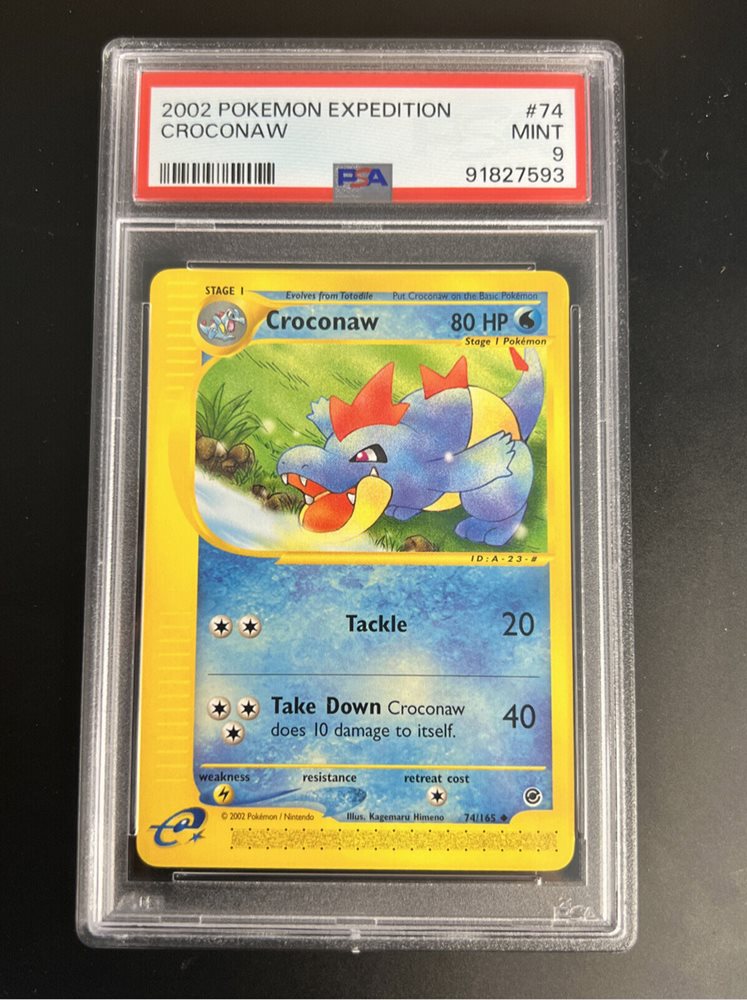 2002 POKEMON EXPEDITION #74
CROCONAW MINT
9
PSA 91827593
STAGE 1 Evolves from Totodile Put Croconaw on the Basic Pokémon
Croconaw 80 HP
Stage 1 Pokémon
ID:A-23-#
Tackle 20
Take Down Croconaw
does 10 damage to itself. 40
weakness resistance retreat cost
© 2002 Pokémon / Nintendo Illus. Kagemaru Himeno 74/165
e